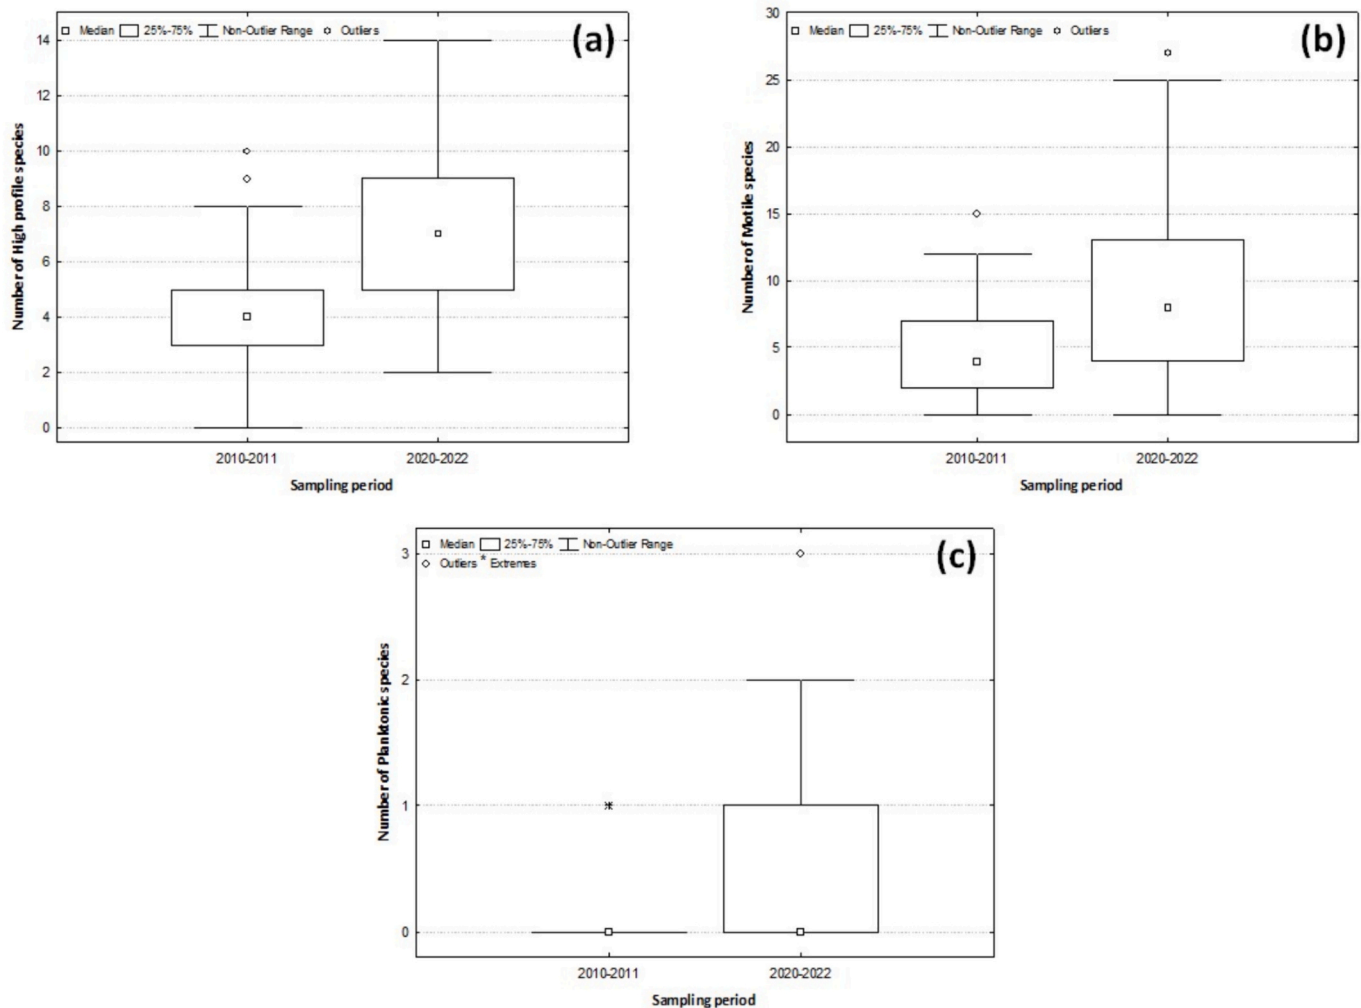 Median 25%-75% Non-Outlier Range Outliers
(a)
14
12
10
8
6
4
2
0
Number of High profile species
2010-2011 2020-2022
Sampling period
Median 25%-75% Non-Outlier Range Outliers
(b)
30
25
20
15
10
5
0
Number of Motile species
2010-2011 2020-2022
Sampling period
Median 25%-75% Non-Outlier Range
Outliers * Extremes
(c)
3
2
1
0
Number of Planktonic species
2010-2011 2020-2022
Sampling period